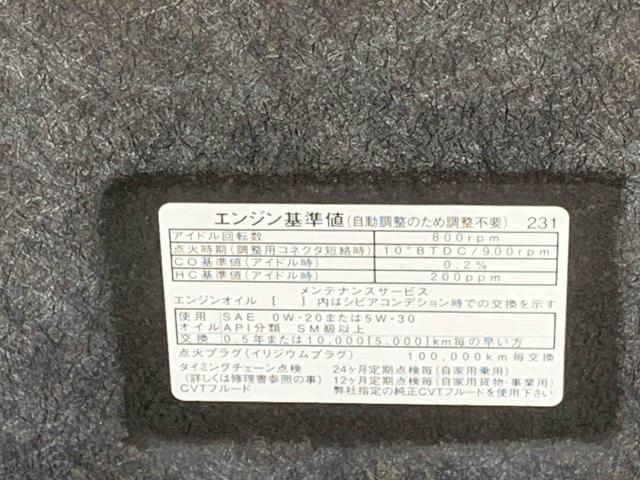 エンジン基準値(自動調整のため調整不要) 231
アイドル回転数 800rpm
点火時期(調整用コネクタ短絡時) 10°BTDC/900rpm
CO基準値(アイドル時) 0.2%
HC基準値(アイドル時) 200ppm
メンテナンスサービス
エンジンオイル [ ]内はシビアコンデション時での交換を示す
使用 SAE 0W-20または5W-30
オイル API分類 SM級以上
交換 0.5年または10,000[5,000]km毎の早い方
点火プラグ(イリジウムプラグ) 100,000km毎交換
タイミングチェーン点検 24ヶ月定期点検毎(自家用乗用)
(詳しくは修理書参照の事) 12ヶ月定期点検毎(自家用貨物・事業用)
CVTフルード 弊社指定の純正CVTフルードを使用下さい